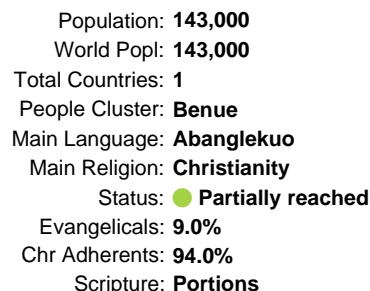 Population: 143,000
World Popl: 143,000
Total Countries: 1
People Cluster: Benue
Main Language: Abanglekuo
Main Religion: Christianity
Status: Partially reached
Evangelicals: 9.0%
Chr Adherents: 94.0%
Scripture: Portions